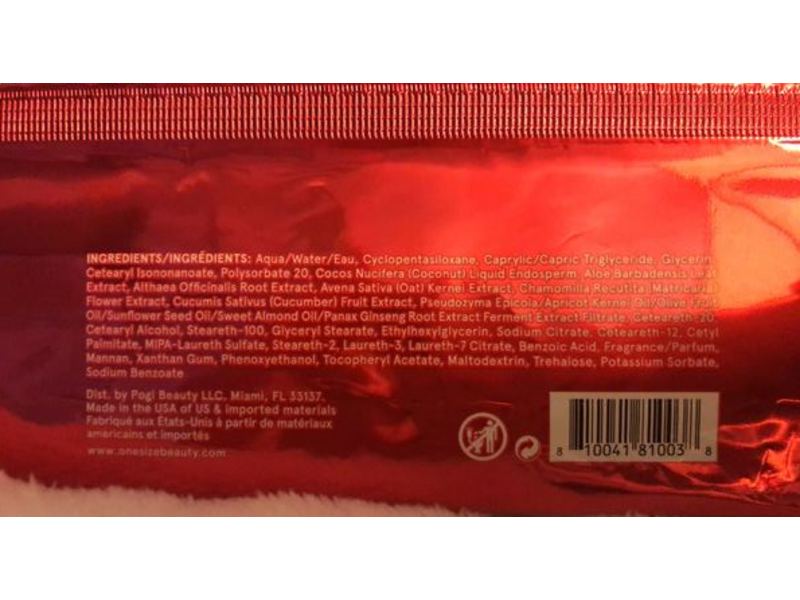 INGREDIENTS/INGRÉDIENTS: Aqua/Water/Eau, Cyclopentasiloxane, Caprylic/Capric Triglyceride, Glycerin,
Cetearyl Isononanoate, Polysorbate 20, Cocos Nucifera (Coconut) Liquid Endosperm, Aloe Barbadensis Leaf
Extract, Althaea Officinalis Root Extract, Avena Sativa (Oat) Kernel Extract, Chamomilla Recutita (Matricaria)
Flower Extract, Cucumis Sativus (Cucumber) Fruit Extract, Pseudozyma Epicola/Apricot Kernel Oil/Olive Fruit
Oil/Sunflower Seed Oil/Sweet Almond Oil/Panax Ginseng Root Extract Ferment Extract Filtrate, Ceteareth-20,
Cetearyl Alcohol, Steareth-100, Glyceryl Stearate, Ethylhexylglycerin, Sodium Citrate, Ceteareth-12, Cetyl
Palmitate, MIPA-Laureth Sulfate, Steareth-2, Laureth-3, Laureth-7 Citrate, Benzoic Acid, Fragrance/Parfum,
Mannan, Xanthan Gum, Phenoxyethanol, Tocopheryl Acetate, Maltodextrin, Trehalose, Potassium Sorbate,
Sodium Benzoate
Dist. by Pogi Beauty LLC. Miami, FL 33137.
Made in the USA of US & imported materials
Fabriqué aux États-Unis à partir de matériaux
américains et importés
www.onesizebeauty.com
8 10041 81003 8